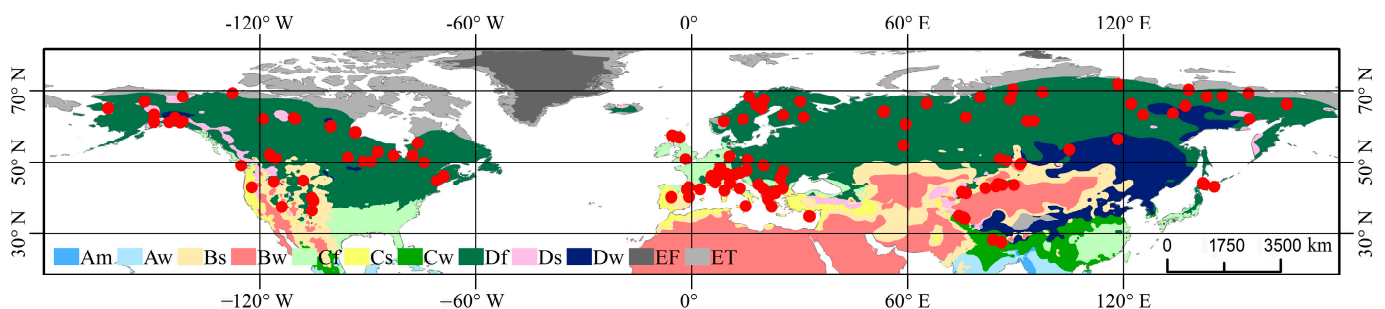 -120° W -60° W 0° 60° E 120° E
70° N 70° N
50° N 50° N
30° N 30° N
Am Aw Bs Bw Cf Cs Cw Df Ds Dw EF ET
0 1750 3500 km
−120° W −60° W 0° 60° E 120° E